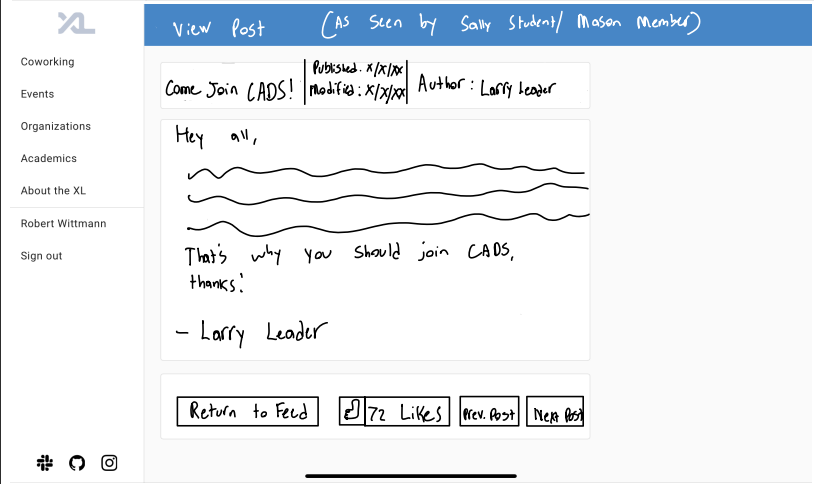 XL
View Post (As seen by Sally Student/ Mason Member)
Coworking
Events
Organizations
Academics
About the XL
Robert Wittmann
Sign out
Come Join CADS!
Published: X/X/XX
Modified: X/X/XX
Author: Larry Leader
Hey all,
That's why you should join CADS,
thanks!
- Larry Leader
Return to Feed
72 Likes
Prev. Post
Next Post